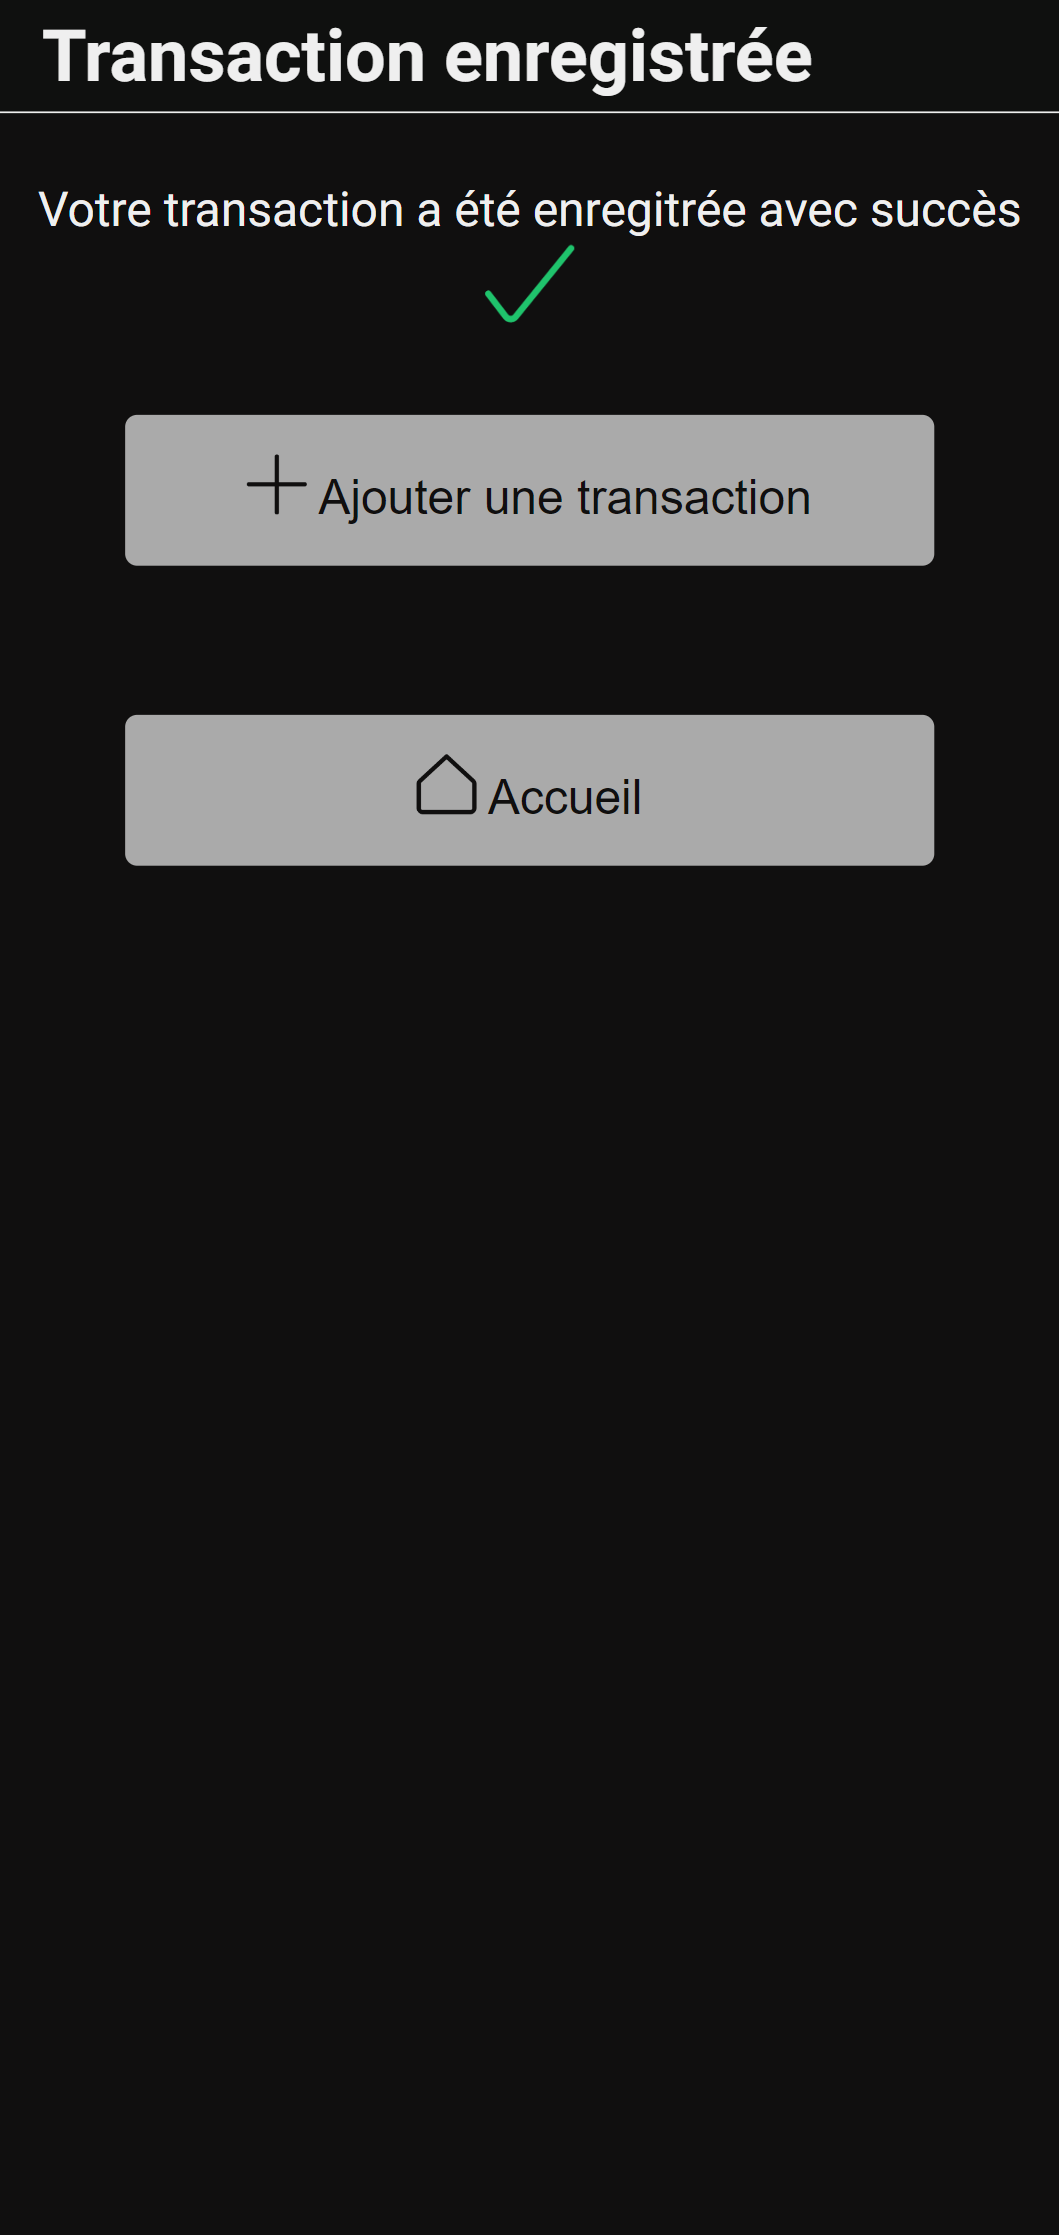 Transaction enregistrée
Votre transaction a été enregitrée avec succès
Ajouter une transaction
Accueil